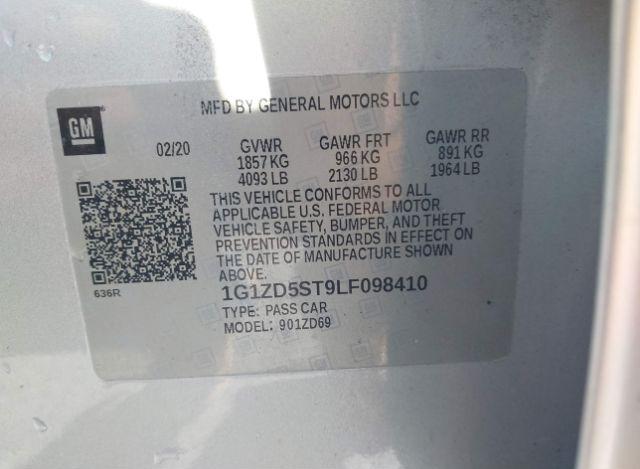 MFD BY GENERAL MOTORS LLC
GM
02/20 GVWR GAWR FRT GAWR RR
1857 KG 966 KG 891 KG
4093 LB 2130 LB 1964 LB
THIS VEHICLE CONFORMS TO ALL
APPLICABLE U.S. FEDERAL MOTOR
VEHICLE SAFETY, BUMPER, AND THEFT
PREVENTION STANDARDS IN EFFECT ON
THE DATE OF MANUFACTURE SHOWN
ABOVE.
636R
1G1ZD5ST9LF098410
TYPE: PASS CAR
MODEL: 901ZD69